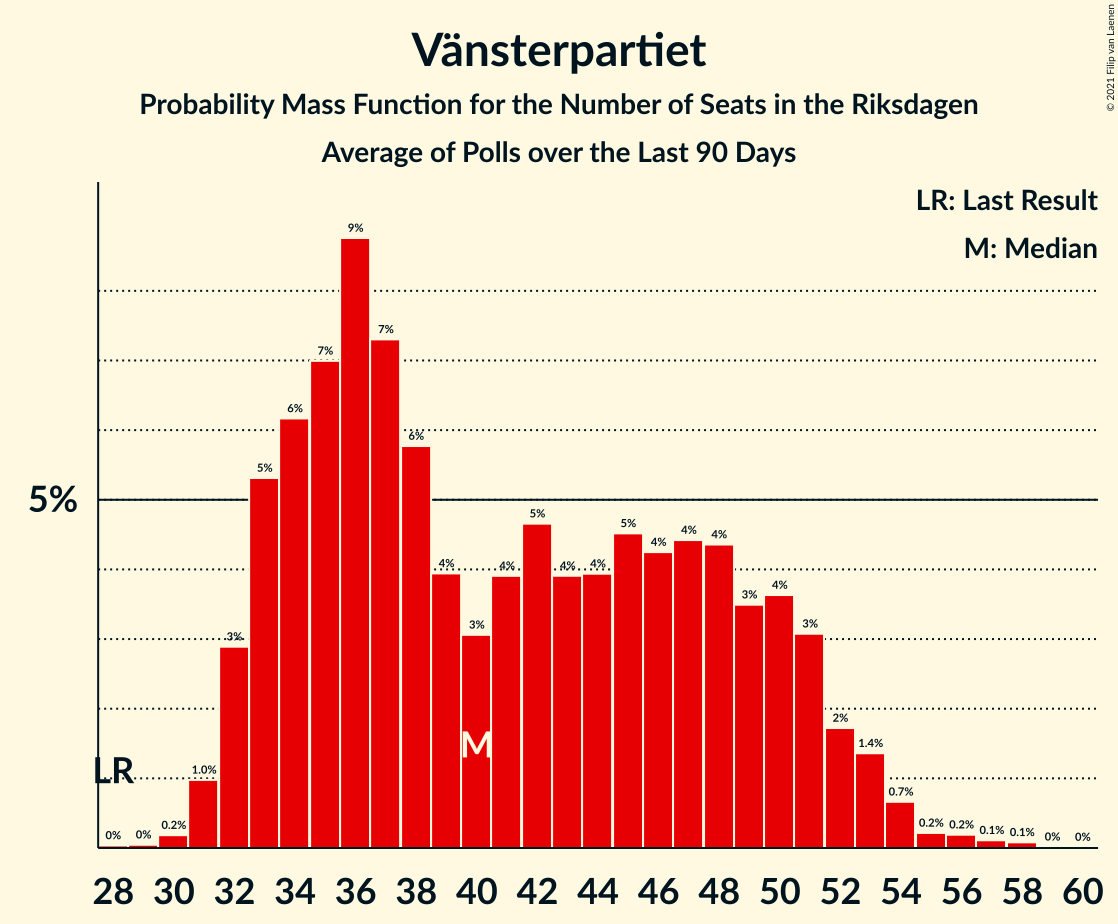 Vänsterpartiet
Probability Mass Function for the Number of Seats in the Riksdagen
Average of Polls over the Last 90 Days
© 2021 Filip van Laenen
LR: Last Result
M: Median
5%
0% 0% 0.2% 1.0% 3% 5% 6% 7% 9% 7% 6% 4% 3% 4% 5% 4% 4% 5% 4% 4% 4% 3% 4% 3% 2% 1.4% 0.7% 0.2% 0.2% 0.1% 0.1% 0% 0%
LR
M
28 30 32 34 36 38 40 42 44 46 48 50 52 54 56 58 60